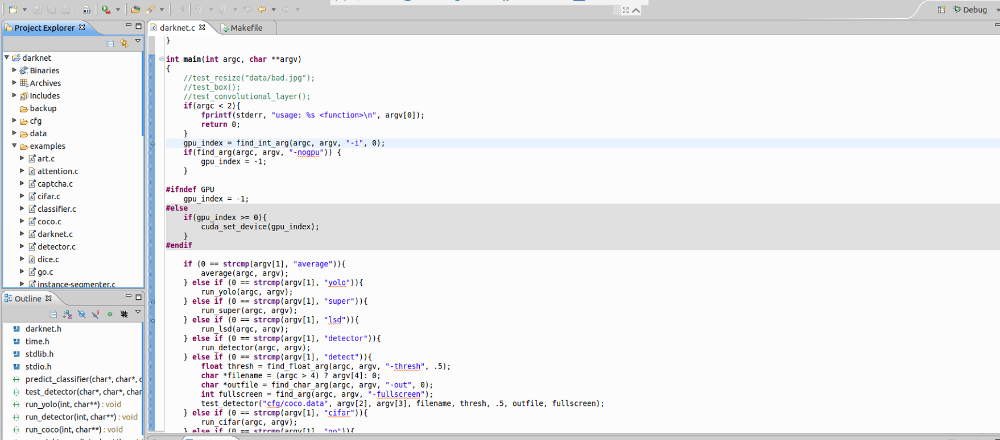 Debug
Project Explorer
darknet.c
Makefile
darknet
Binaries
Archives
Includes
backup
cfg
data
examples
art.c
attention.c
captcha.c
cifar.c
classifier.c
coco.c
darknet.c
detector.c
dice.c
go.c
instance-segmenter.c
Outline
darknet.h
time.h
stdlib.h
stdio.h
predict_classifier(char*, char*, c
test_detector(char*, char*, char
run_yolo(int, char**) : void
run_detector(int, char**) : void
run_coco(int, char**) : void
}
int main(int argc, char **argv)
{
//test_resize("data/bad.jpg");
//test_box();
//test_convolutional_layer();
if(argc < 2){
fprintf(stderr, "usage: %s <function>\n", argv[0]);
return 0;
}
gpu_index = find_int_arg(argc, argv, "-i", 0);
if(find_arg(argc, argv, "-nogpu")) {
gpu_index = -1;
}
#ifndef GPU
gpu_index = -1;
#else
if(gpu_index >= 0){
cuda_set_device(gpu_index);
}
#endif
if (0 == strcmp(argv[1], "average")){
average(argc, argv);
} else if (0 == strcmp(argv[1], "yolo")){
run_yolo(argc, argv);
} else if (0 == strcmp(argv[1], "super")){
run_super(argc, argv);
} else if (0 == strcmp(argv[1], "lsd")){
run_lsd(argc, argv);
} else if (0 == strcmp(argv[1], "detector")){
run_detector(argc, argv);
} else if (0 == strcmp(argv[1], "detect")){
float thresh = find_float_arg(argc, argv, "-thresh", .5);
char *filename = (argc > 4) ? argv[4]: 0;
char *outfile = find_char_arg(argc, argv, "-out", 0);
int fullscreen = find_arg(argc, argv, "-fullscreen");
test_detector("cfg/coco.data", argv[2], argv[3], filename, thresh, .5, outfile, fullscreen);
} else if (0 == strcmp(argv[1], "cifar")){
run_cifar(argc, argv);
} else if (0 == strcmp(argv[1], "go")){